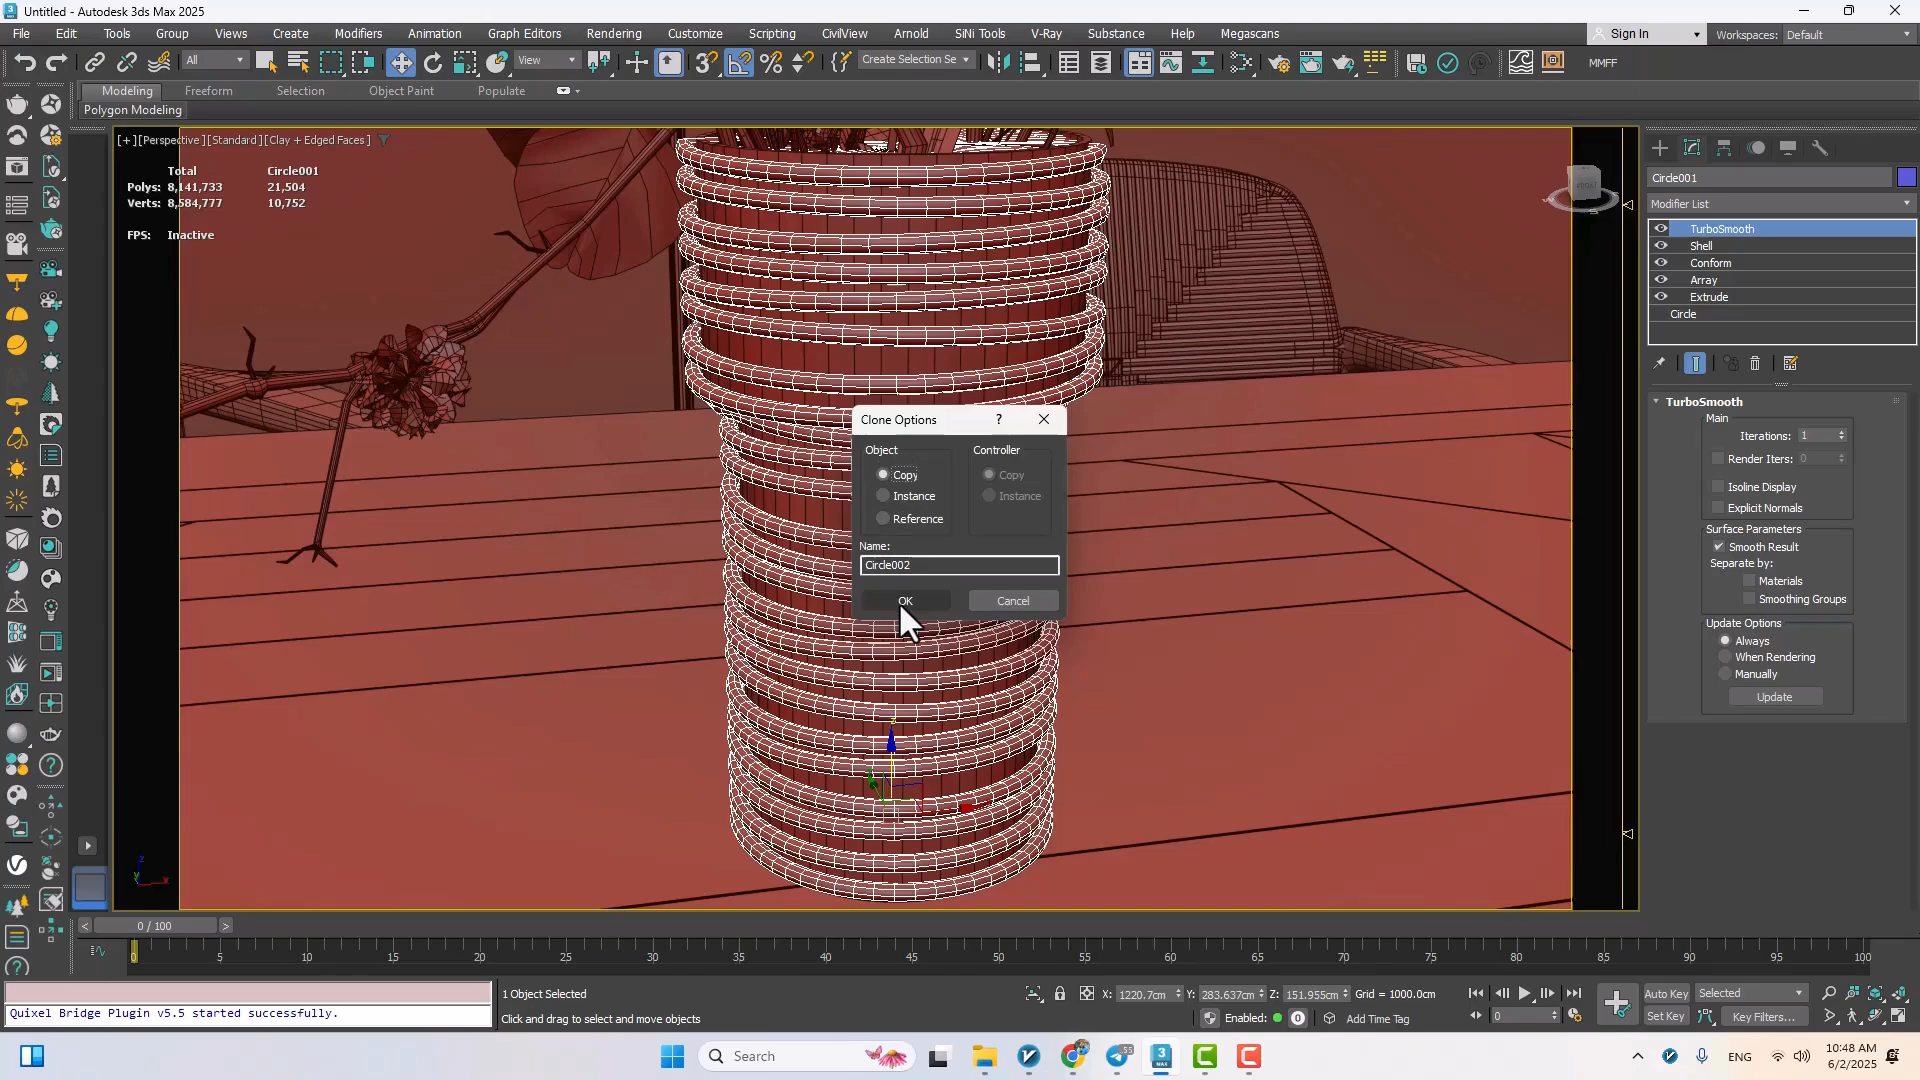 Untitled - Autodesk 3ds Max 2025
File Edit Tools Group Views Create Modifiers Animation Graph Editors Rendering Customize Scripting CivilView SiNi Tools V-Ray Arnold Substance Help Megascans
Sign In Workspaces: Default
All View Create Selection Se MMFF
Modeling Freeform Selection Object Paint Populate
Polygon Modeling
[+][Perspective][Standard][Clay + Edged Faces]
Total Circle001
Polys: 8,141,733 21,504
Verts: 8,584,777 10,752
FPS: Inactive
Clone Options ?
Object Controller
Copy Copy
Instance Instance
Reference
Name:
Circle002
OK Cancel
Circle001
Modifier List
TurboSmooth
Shell
Conform
Array
Extrude
Circle
TurboSmooth
Main
Iterations: 1
Render Iters: 0
Isoline Display
Explicit Normals
Surface Parameters
Smooth Result
Separate by:
Materials
Smoothing Groups
Update Options
Always
When Rendering
Manually
Update
0 / 100
0 5 10 15 20 25 30 35 40 45 50 55 60 65 70 75 80 85 90 95 100
1 Object Selected X: 1220.7cm Y: 283.637cm Z: 151.955cm Grid = 1000.0cm Auto Key Selected
Quixel Bridge Plugin v5.5 started successfully.
Click and drag to select and move objects Enabled: 0 Add Time Tag 0 Set Key Key Filters...
Search 55 3 MAX ENG 10:48 AM
6/2/2025